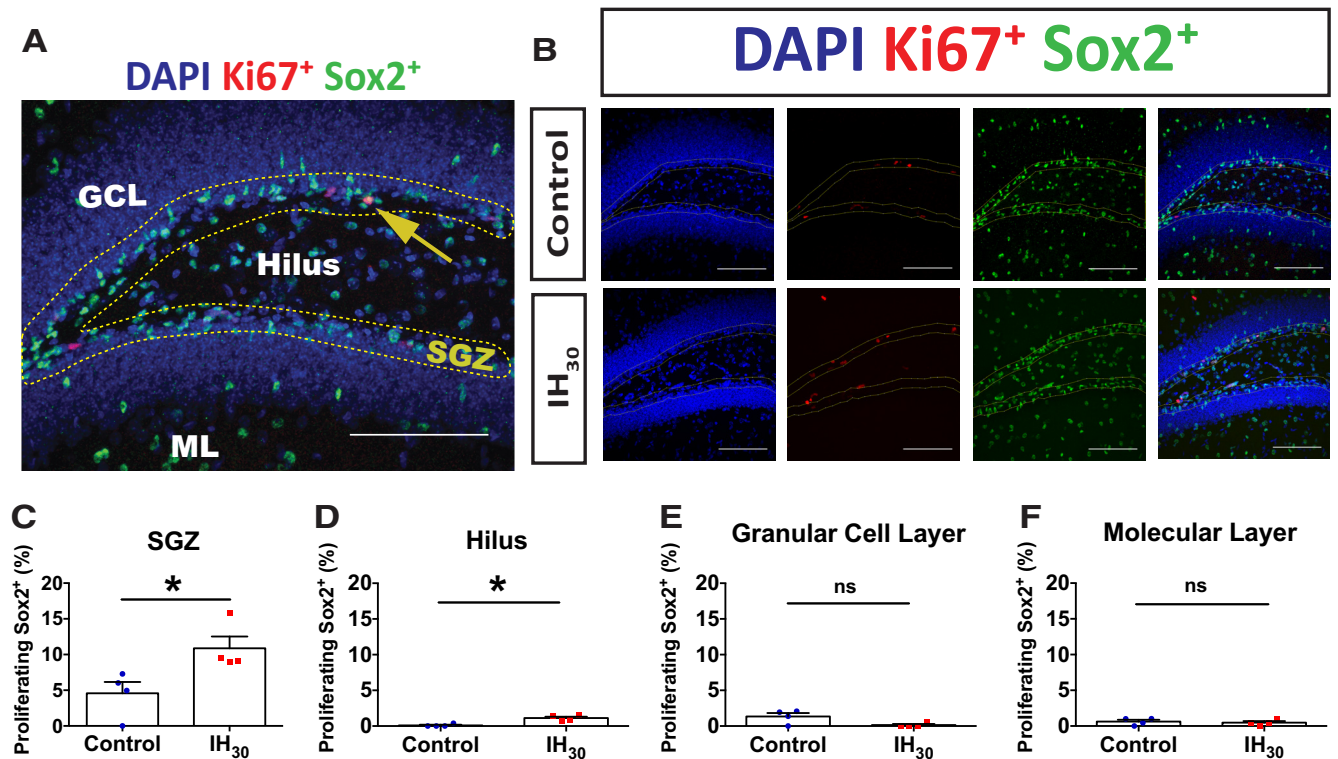 A
DAPI Ki67⁺ Sox2⁺
GCL
Hilus
SGZ
ML
B
DAPI Ki67⁺ Sox2⁺
Control
IH₃₀
C
SGZ
Proliferating Sox2⁺ (%)
20
15
10
5
0
Control
IH₃₀
*
D
Hilus
Proliferating Sox2⁺ (%)
20
15
10
5
0
Control
IH₃₀
*
E
Granular Cell Layer
Proliferating Sox2⁺ (%)
20
15
10
5
0
Control
IH₃₀
ns
F
Molecular Layer
Proliferating Sox2⁺ (%)
20
15
10
5
0
Control
IH₃₀
ns